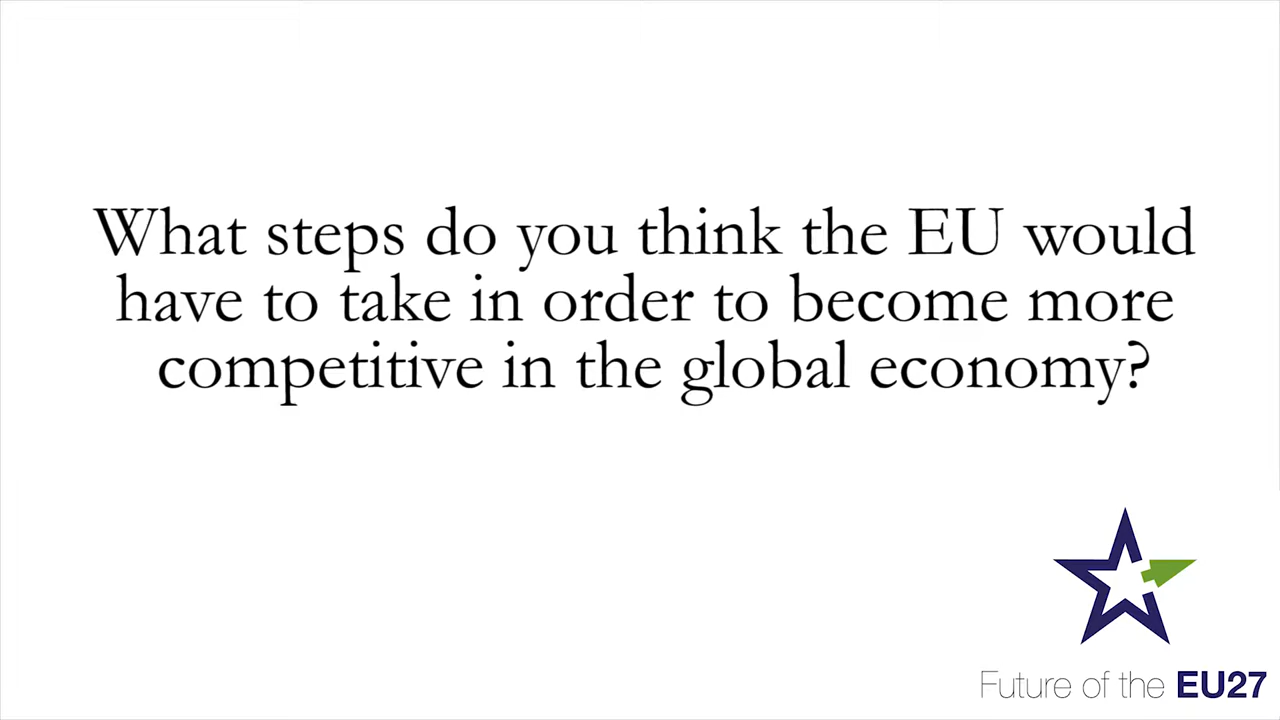 What steps do you think the EU would
have to take in order to become more
competitive in the global economy?
Future of the EU27